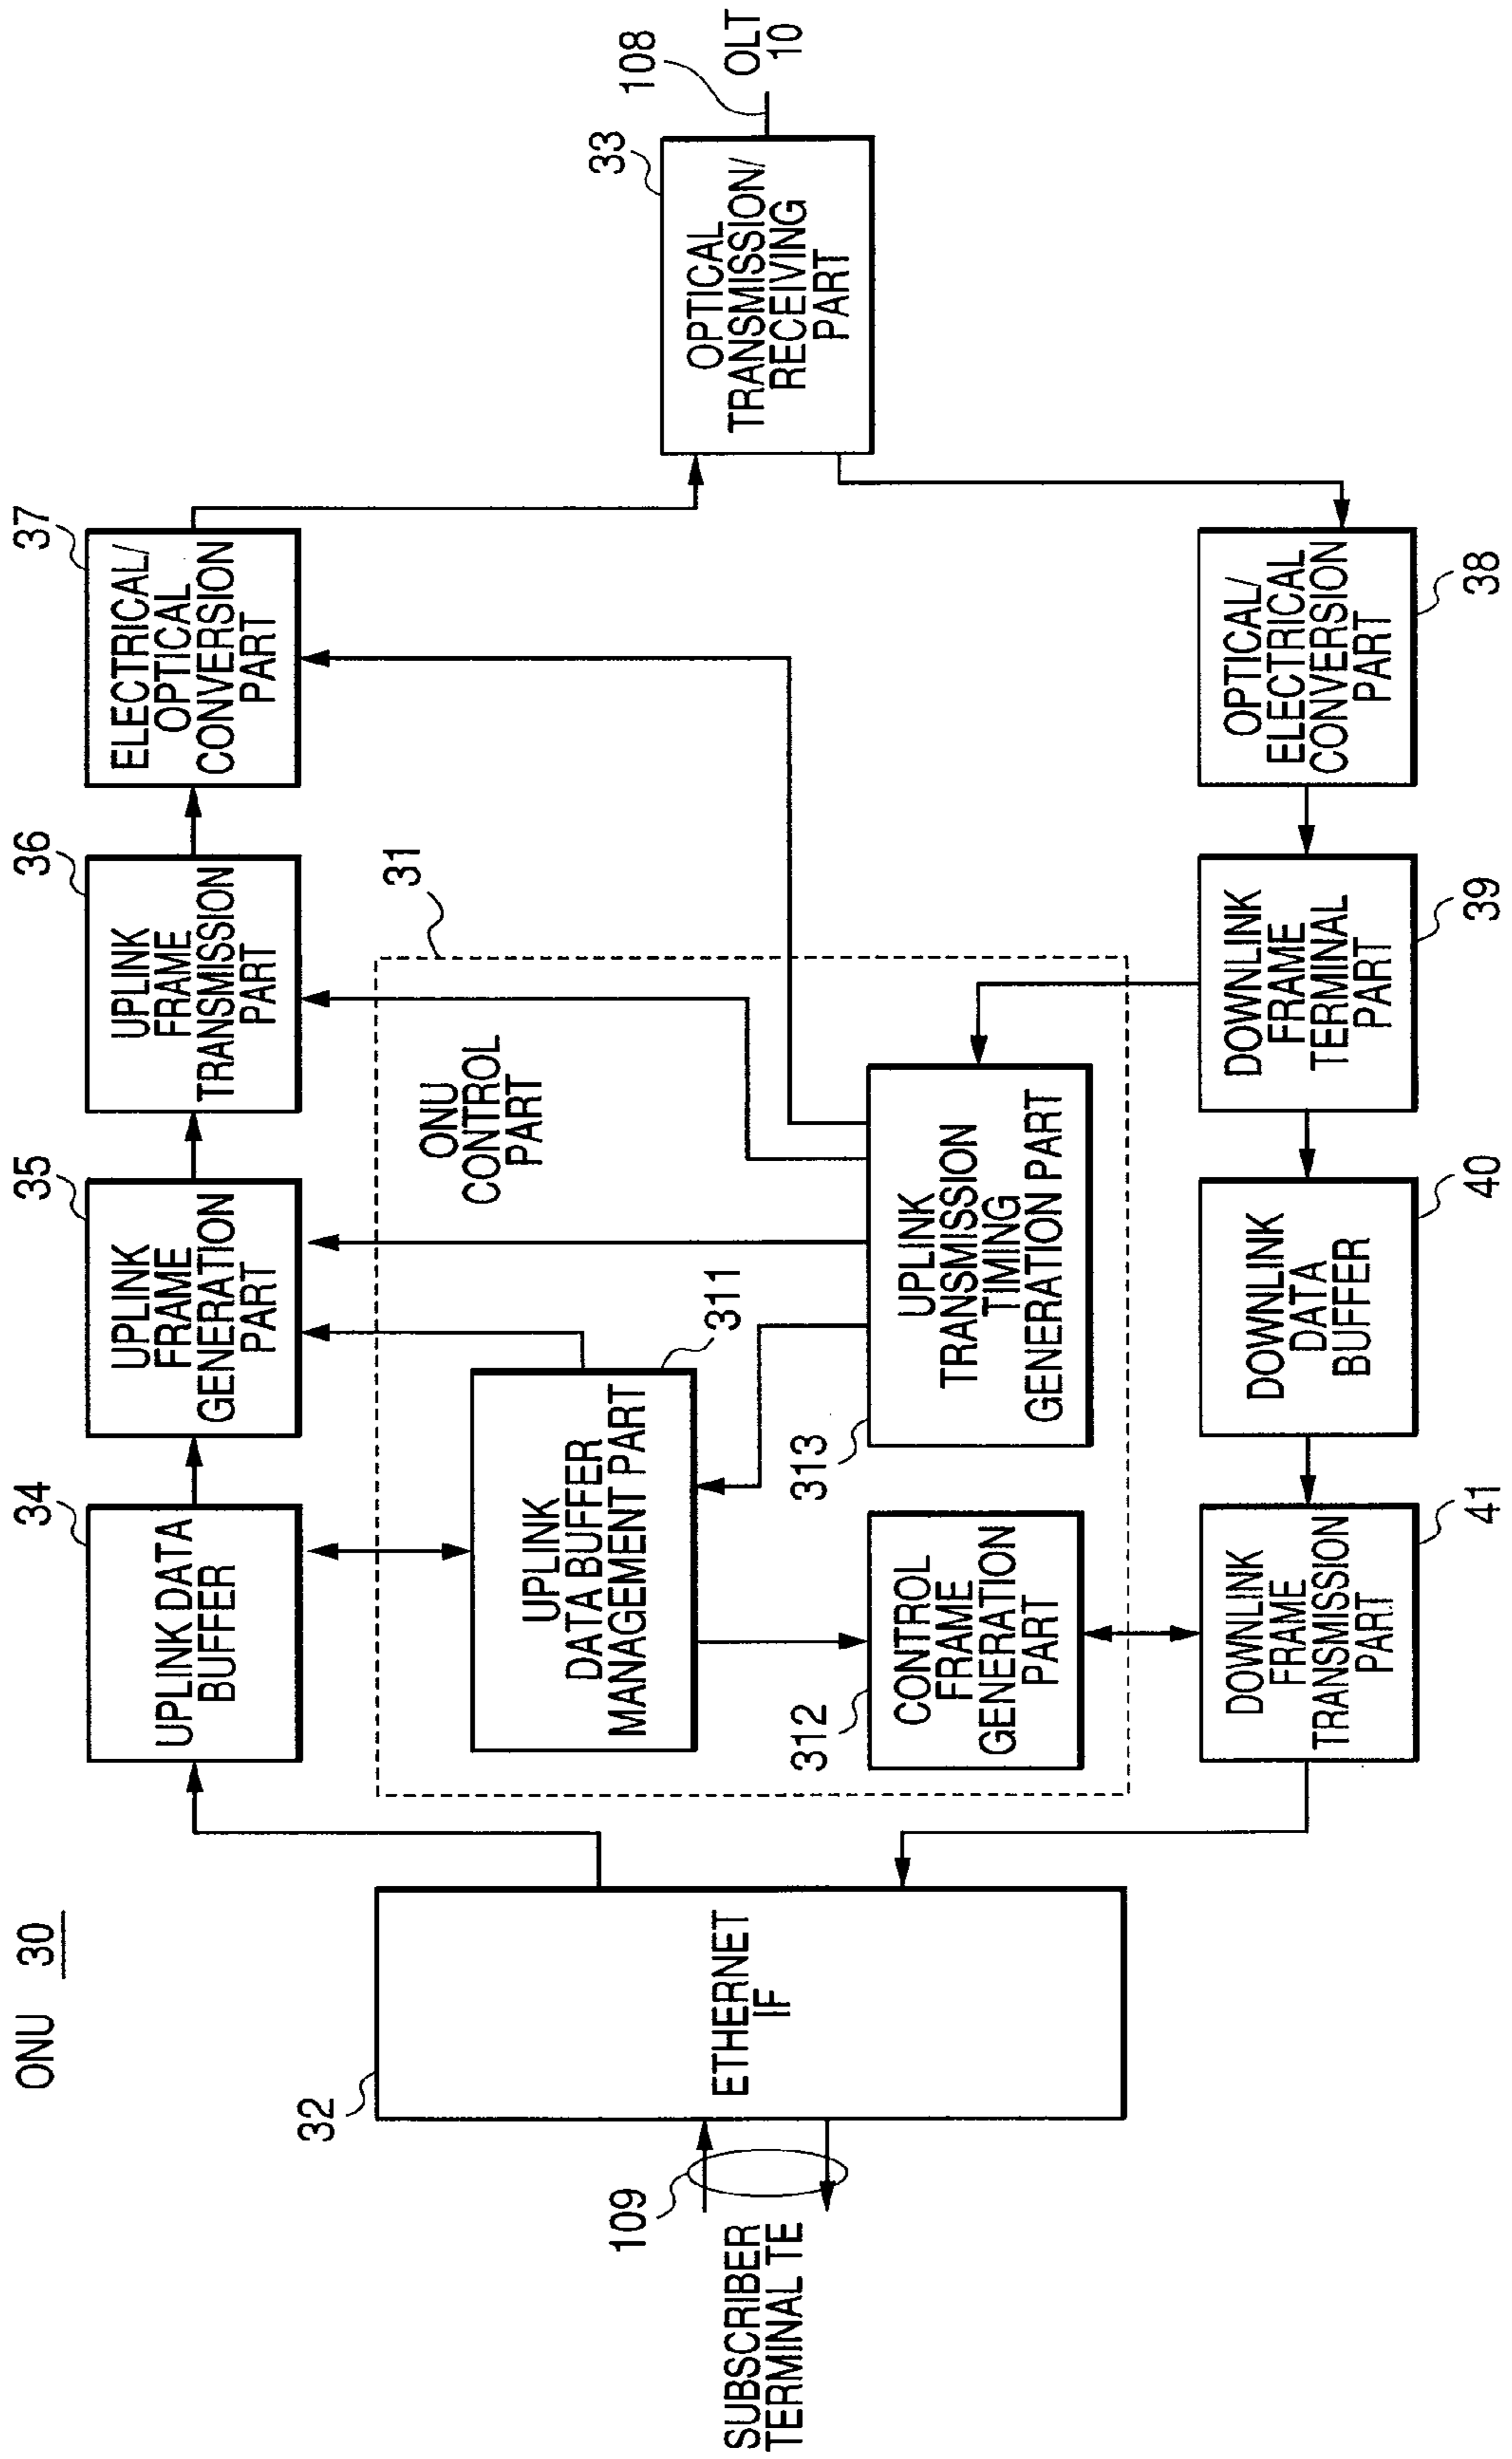 ONU 30
37
ELECTRICAL/
OPTICAL
CONVERSION
PART
36
UPLINK
FRAME
TRANSMISSION
PART
35
UPLINK
FRAME
GENERATION
PART
34
UPLINK DATA
BUFFER
31
ONU
CONTROL
PART
311
UPLINK
DATA BUFFER
MANAGEMENT PART
313
UPLINK
TRANSMISSION
TIMING
GENERATION PART
312
CONTROL
FRAME
GENERATION
PART
32
ETHERNET
IF
109
SUBSCRIBER
TERMINAL TE
33
OPTICAL
TRANSMISSION/
RECEIVING
PART
108
OLT
10
41
DOWNLINK
FRAME
TRANSMISSION
PART
40
DOWNLINK
DATA
BUFFER
39
DOWNLINK
FRAME
TERMINAL
PART
38
OPTICAL/
ELECTRICAL
CONVERSION
PART